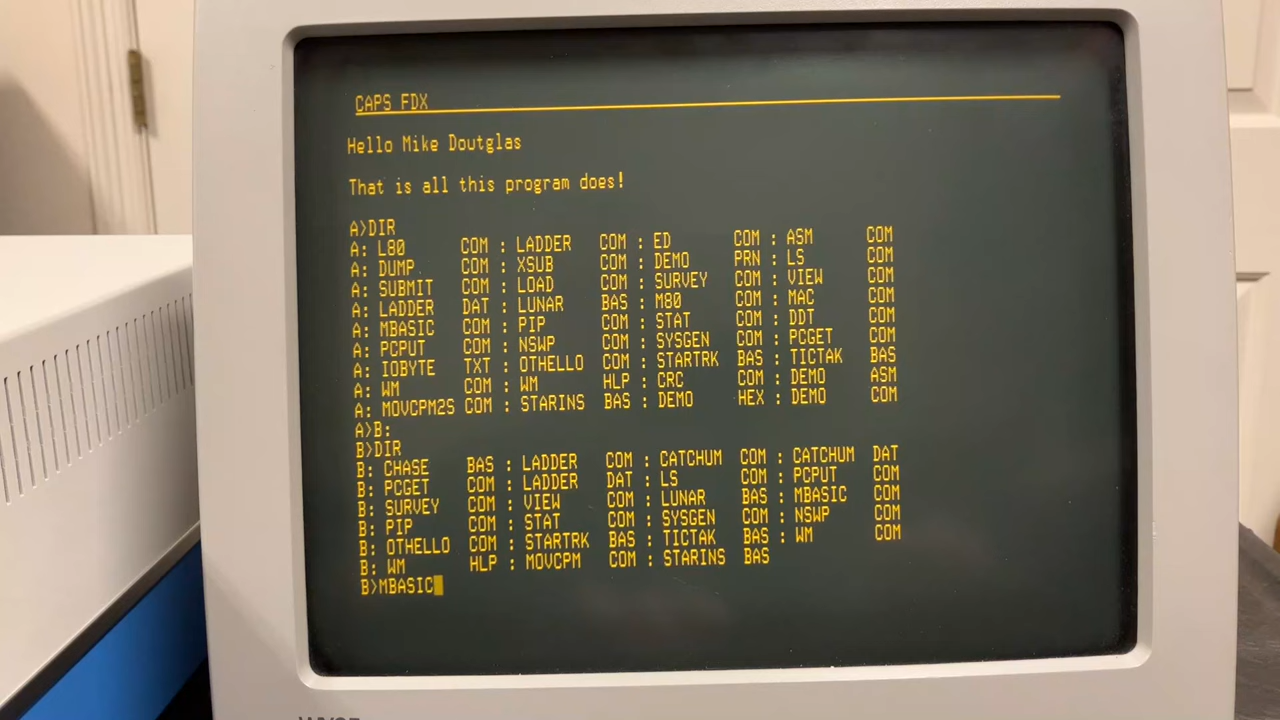 CAPS FDX
Hello Mike Doutglas
That is all this program does!
A>DIR
A: L80 COM : LADDER COM : ED COM : ASM COM
A: DUMP COM : XSUB COM : DEMO PRN : LS COM
A: SUBMIT COM : LOAD COM : SURVEY COM : VIEW COM
A: LADDER DAT : LUNAR BAS : M80 COM : MAC COM
A: MBASIC COM : PIP COM : STAT COM : DDT COM
A: PCPUT COM : NSWP COM : SYSGEN COM : PCGET COM
A: IOBYTE TXT : OTHELLO COM : STARTRK BAS : TICTAK BAS
A: WM COM : WM HLP : CRC COM : DEMO ASM
A: MOVCPM2S COM : STARINS BAS : DEMO HEX : DEMO COM
A>B:
B>DIR
B: CHASE BAS : LADDER COM : CATCHUM COM : CATCHUM DAT
B: PCGET COM : LADDER DAT : LS COM : PCPUT COM
B: SURVEY COM : VIEW COM : LUNAR BAS : MBASIC COM
B: PIP COM : STAT COM : SYSGEN COM : NSWP COM
B: OTHELLO COM : STARTRK BAS : TICTAK BAS : WM COM
B: WM HLP : MOVCPM COM : STARINS BAS
B>MBASIC